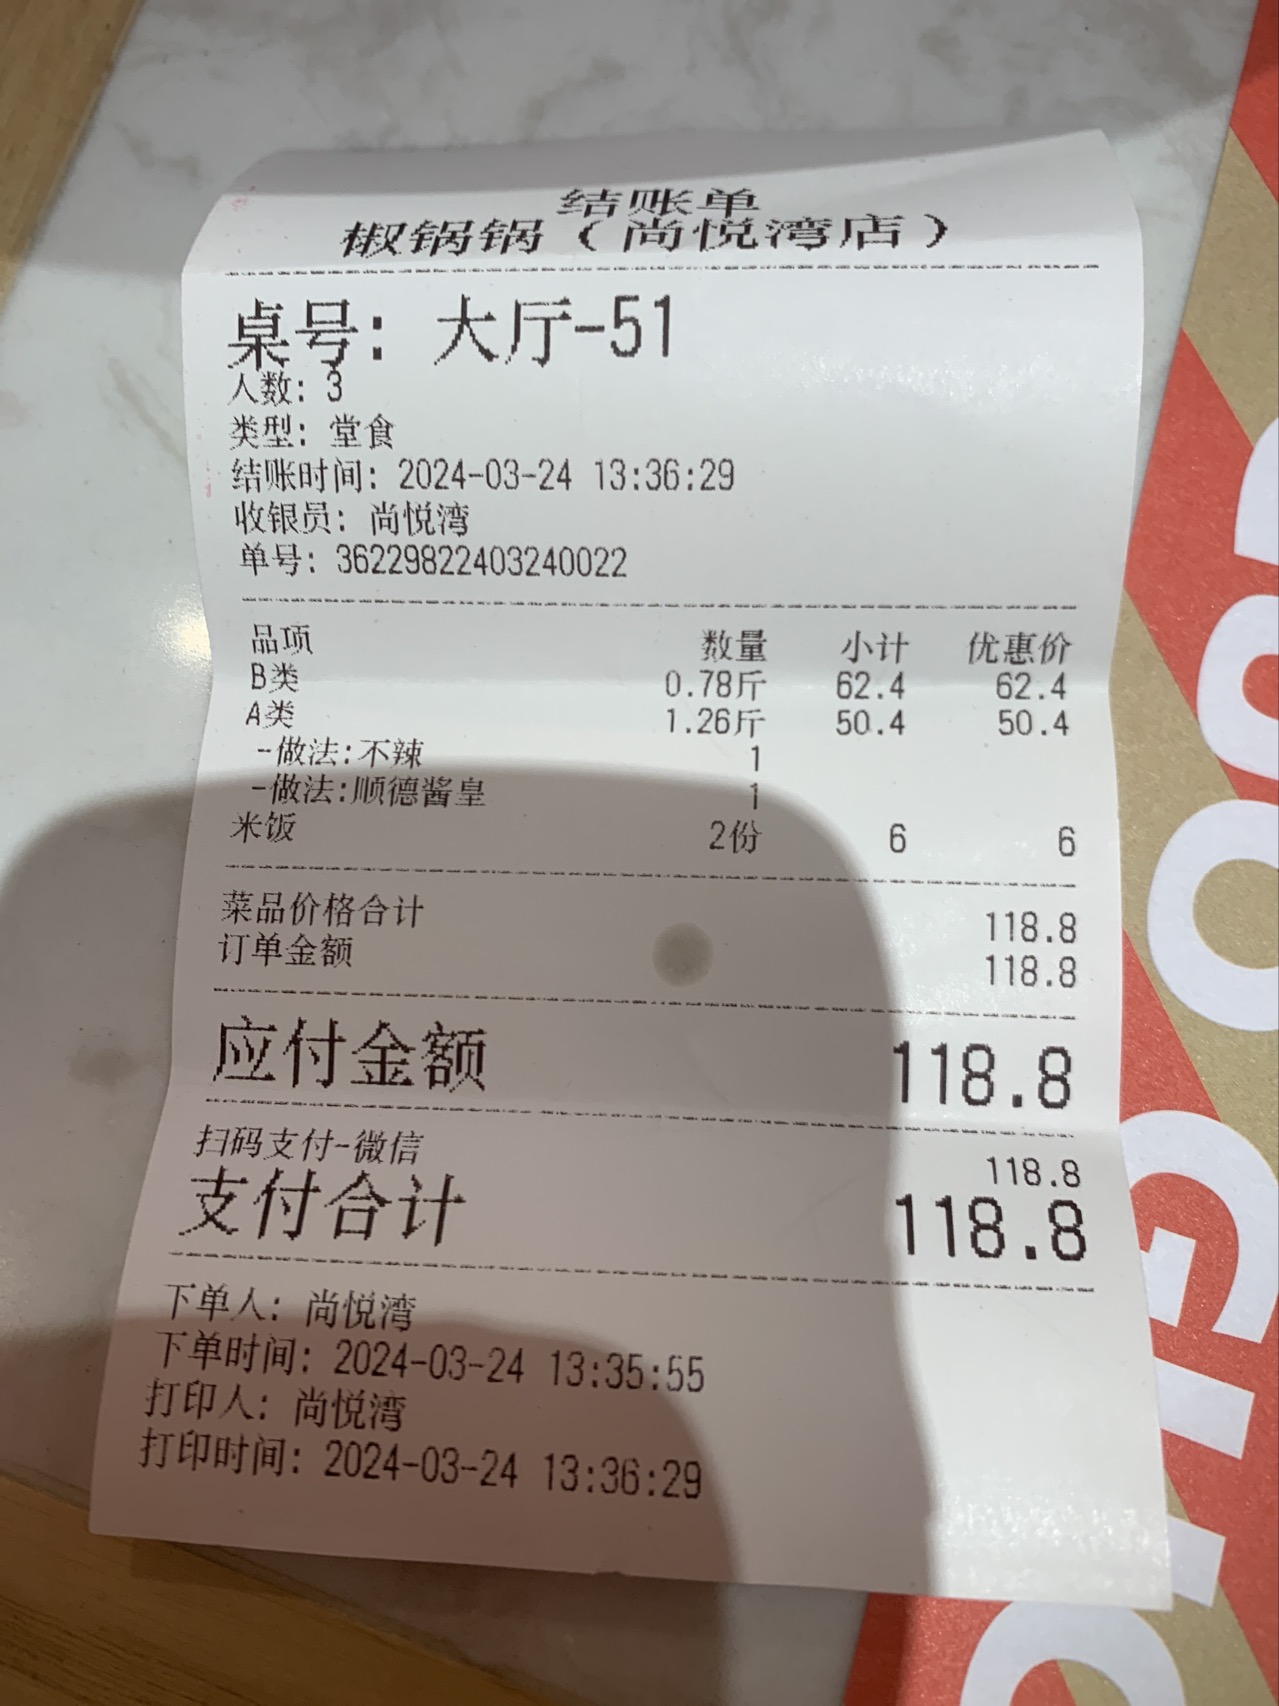 结账单
椒锅锅（尚悦湾店）
桌号：大厅-51
人数：3
类型：堂食
结账时间：2024-03-24 13:36:29
收银员：尚悦湾
单号：36229822403240022
品项 数量 小计 优惠价
B类 0.78斤 62.4 62.4
A类 1.26斤 50.4 50.4
-做法:不辣 1
-做法:顺德酱皇 1
米饭 2份 6 6
菜品价格合计 118.8
订单金额 118.8
应付金额 118.8
扫码支付-微信 118.8
支付合计 118.8
下单人：尚悦湾
下单时间：2024-03-24 13:35:55
打印人：尚悦湾
打印时间：2024-03-24 13:36:29